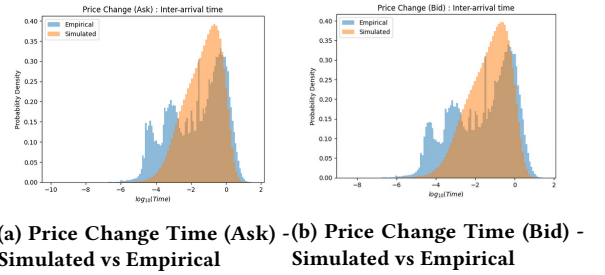 Price Change (Ask) : Inter-arrival time
Empirical
Simulated
Probability Density
0.40
0.35
0.30
0.25
0.20
0.15
0.10
0.05
0.00
-10 -8 -6 -4 -2 0 2
log10(Time)
Price Change (Bid) : Inter-arrival time
Empirical
Simulated
Probability Density
0.40
0.35
0.30
0.25
0.20
0.15
0.10
0.05
0.00
-8 -6 -4 -2 0 2
log10(Time)
(a) Price Change Time (Ask) -
Simulated vs Empirical
(b) Price Change Time (Bid) -
Simulated vs Empirical